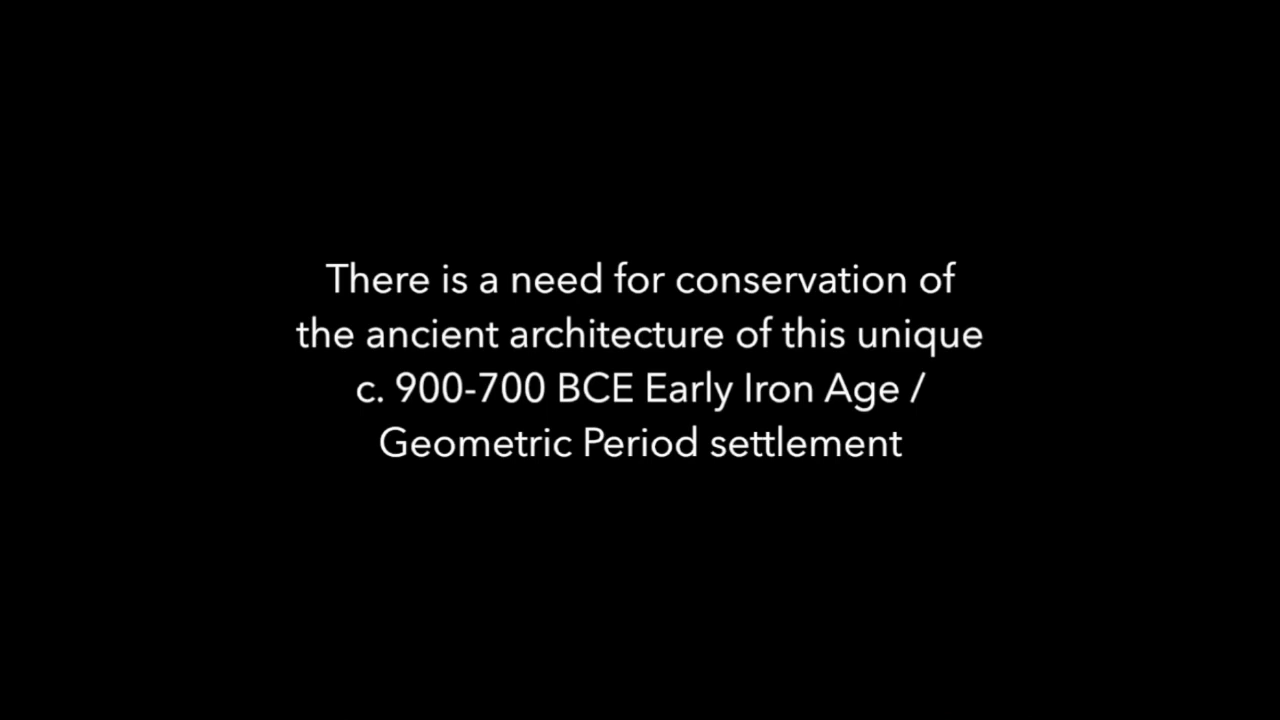 There is a need for conservation of
the ancient architecture of this unique
c. 900-700 BCE Early Iron Age /
Geometric Period settlement